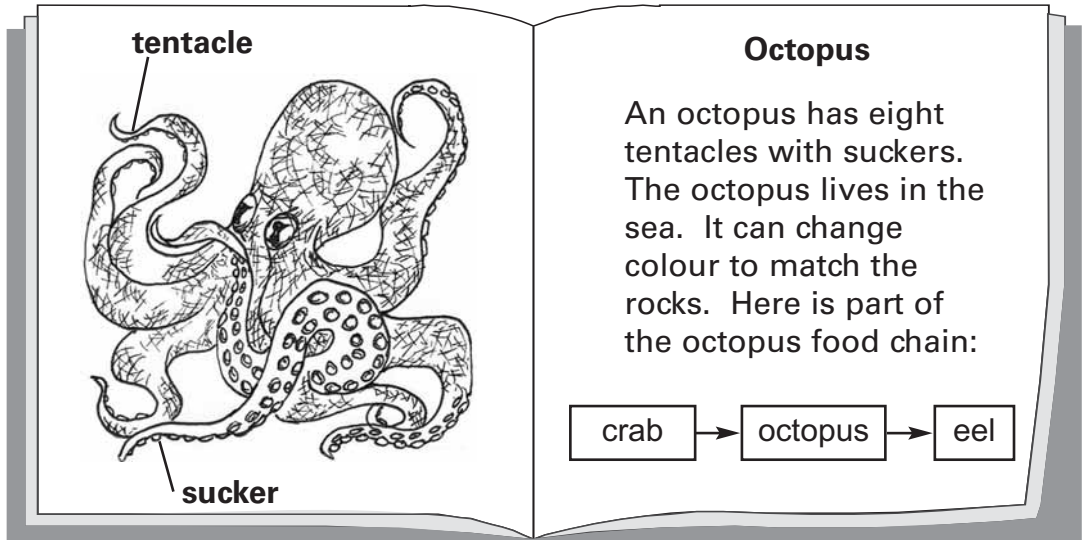 tentacle
sucker
Octopus
An octopus has eight
tentacles with suckers.
The octopus lives in the
sea. It can change
colour to match the
rocks. Here is part of
the octopus food chain:
crab octopus eel